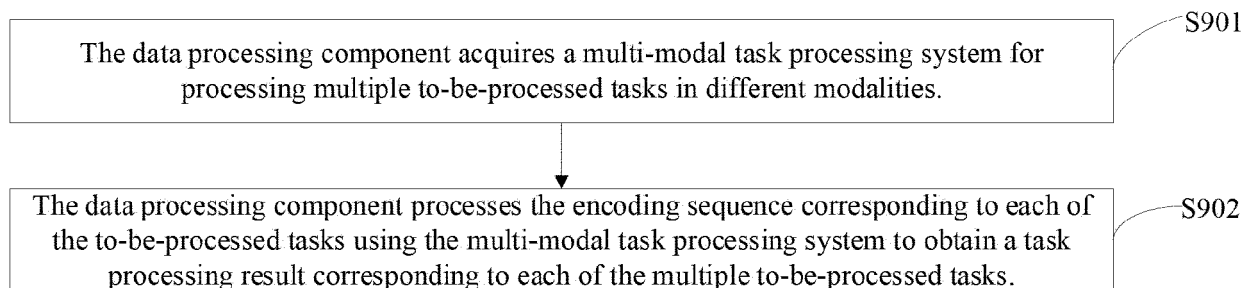 S901
The data processing component acquires a multi-modal task processing system for
processing multiple to-be-processed tasks in different modalities.
S902
The data processing component processes the encoding sequence corresponding to each of
the to-be-processed tasks using the multi-modal task processing system to obtain a task
processing result corresponding to each of the multiple to-be-processed tasks.